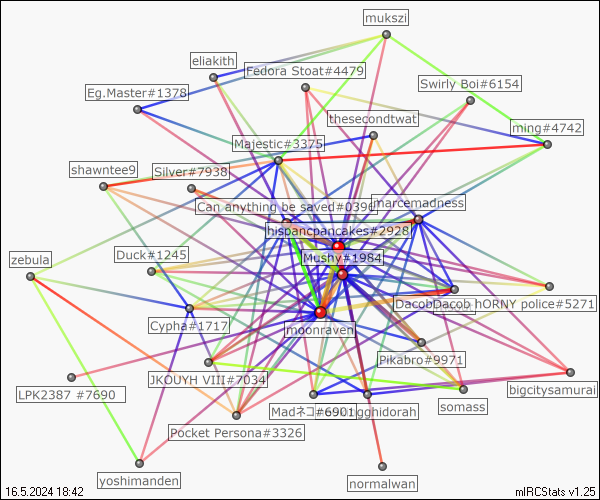 mukszi
eliakith
Fedora Stoat#4479
Swirly Boi#6154
Eg.Master#1378
thesecondtwat
ming#4742
Majestic#3375
shawntee9
Silver#7938
Can anything be saved#0396
marcemadness
hispancpancakes#2928
Duck#1245
Mushy#1984
zebula
Dacob
Dacob
hORNY police#5271
Cypha#1717
moonraven
Pikabro#9971
JKOUYH VIII#7034
LPK2387 #7690
bigcitysamurai
somass
Madネコ#6901
gghidorah
Pocket Persona#3326
yoshimanden
normalwan
16.5.2024 18:42
mIRCStats v1.25